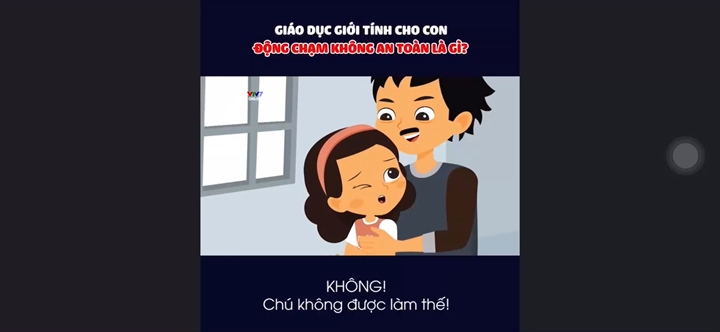 GIÁO DỤC GIỚI TÍNH CHO CON
ĐỘNG CHẠM KHÔNG AN TOÀN LÀ GÌ?
VTV7
KHÔNG!
Chú không được làm thế!